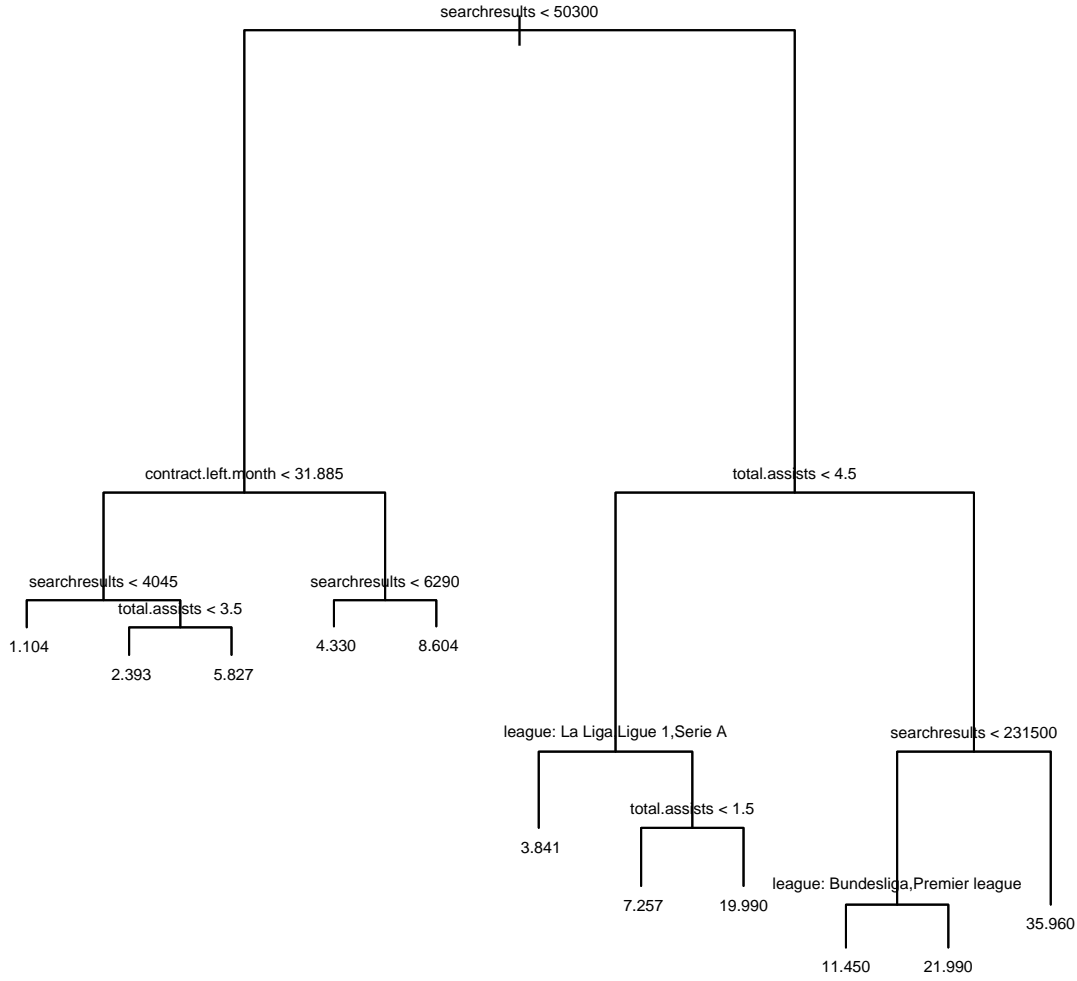 searchresults < 50300
contract.left.month < 31.885
total.assists < 4.5
searchresults < 4045
searchresults < 6290
total.assists < 3.5
1.104
4.330
8.604
2.393
5.827
league: La Liga,Ligue 1,Serie A
searchresults < 231500
total.assists < 1.5
3.841
league: Bundesliga,Premier league
7.257
19.990
35.960
11.450
21.990